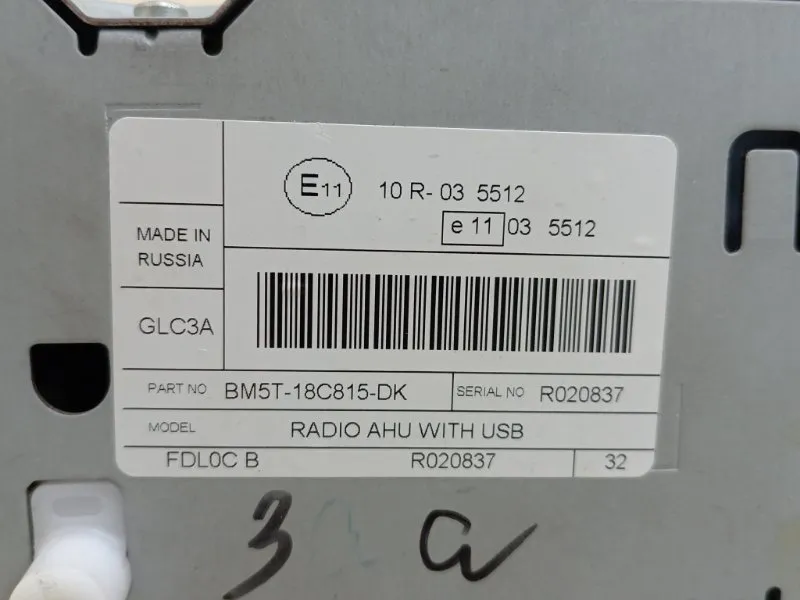 E11 10 R- 03 5512
e 11 03 5512
MADE IN
RUSSIA
GLC3A
PART NO BM5T-18C815-DK SERIAL NO R020837
MODEL RADIO AHU WITH USB
FDL0C B R020837 32
3